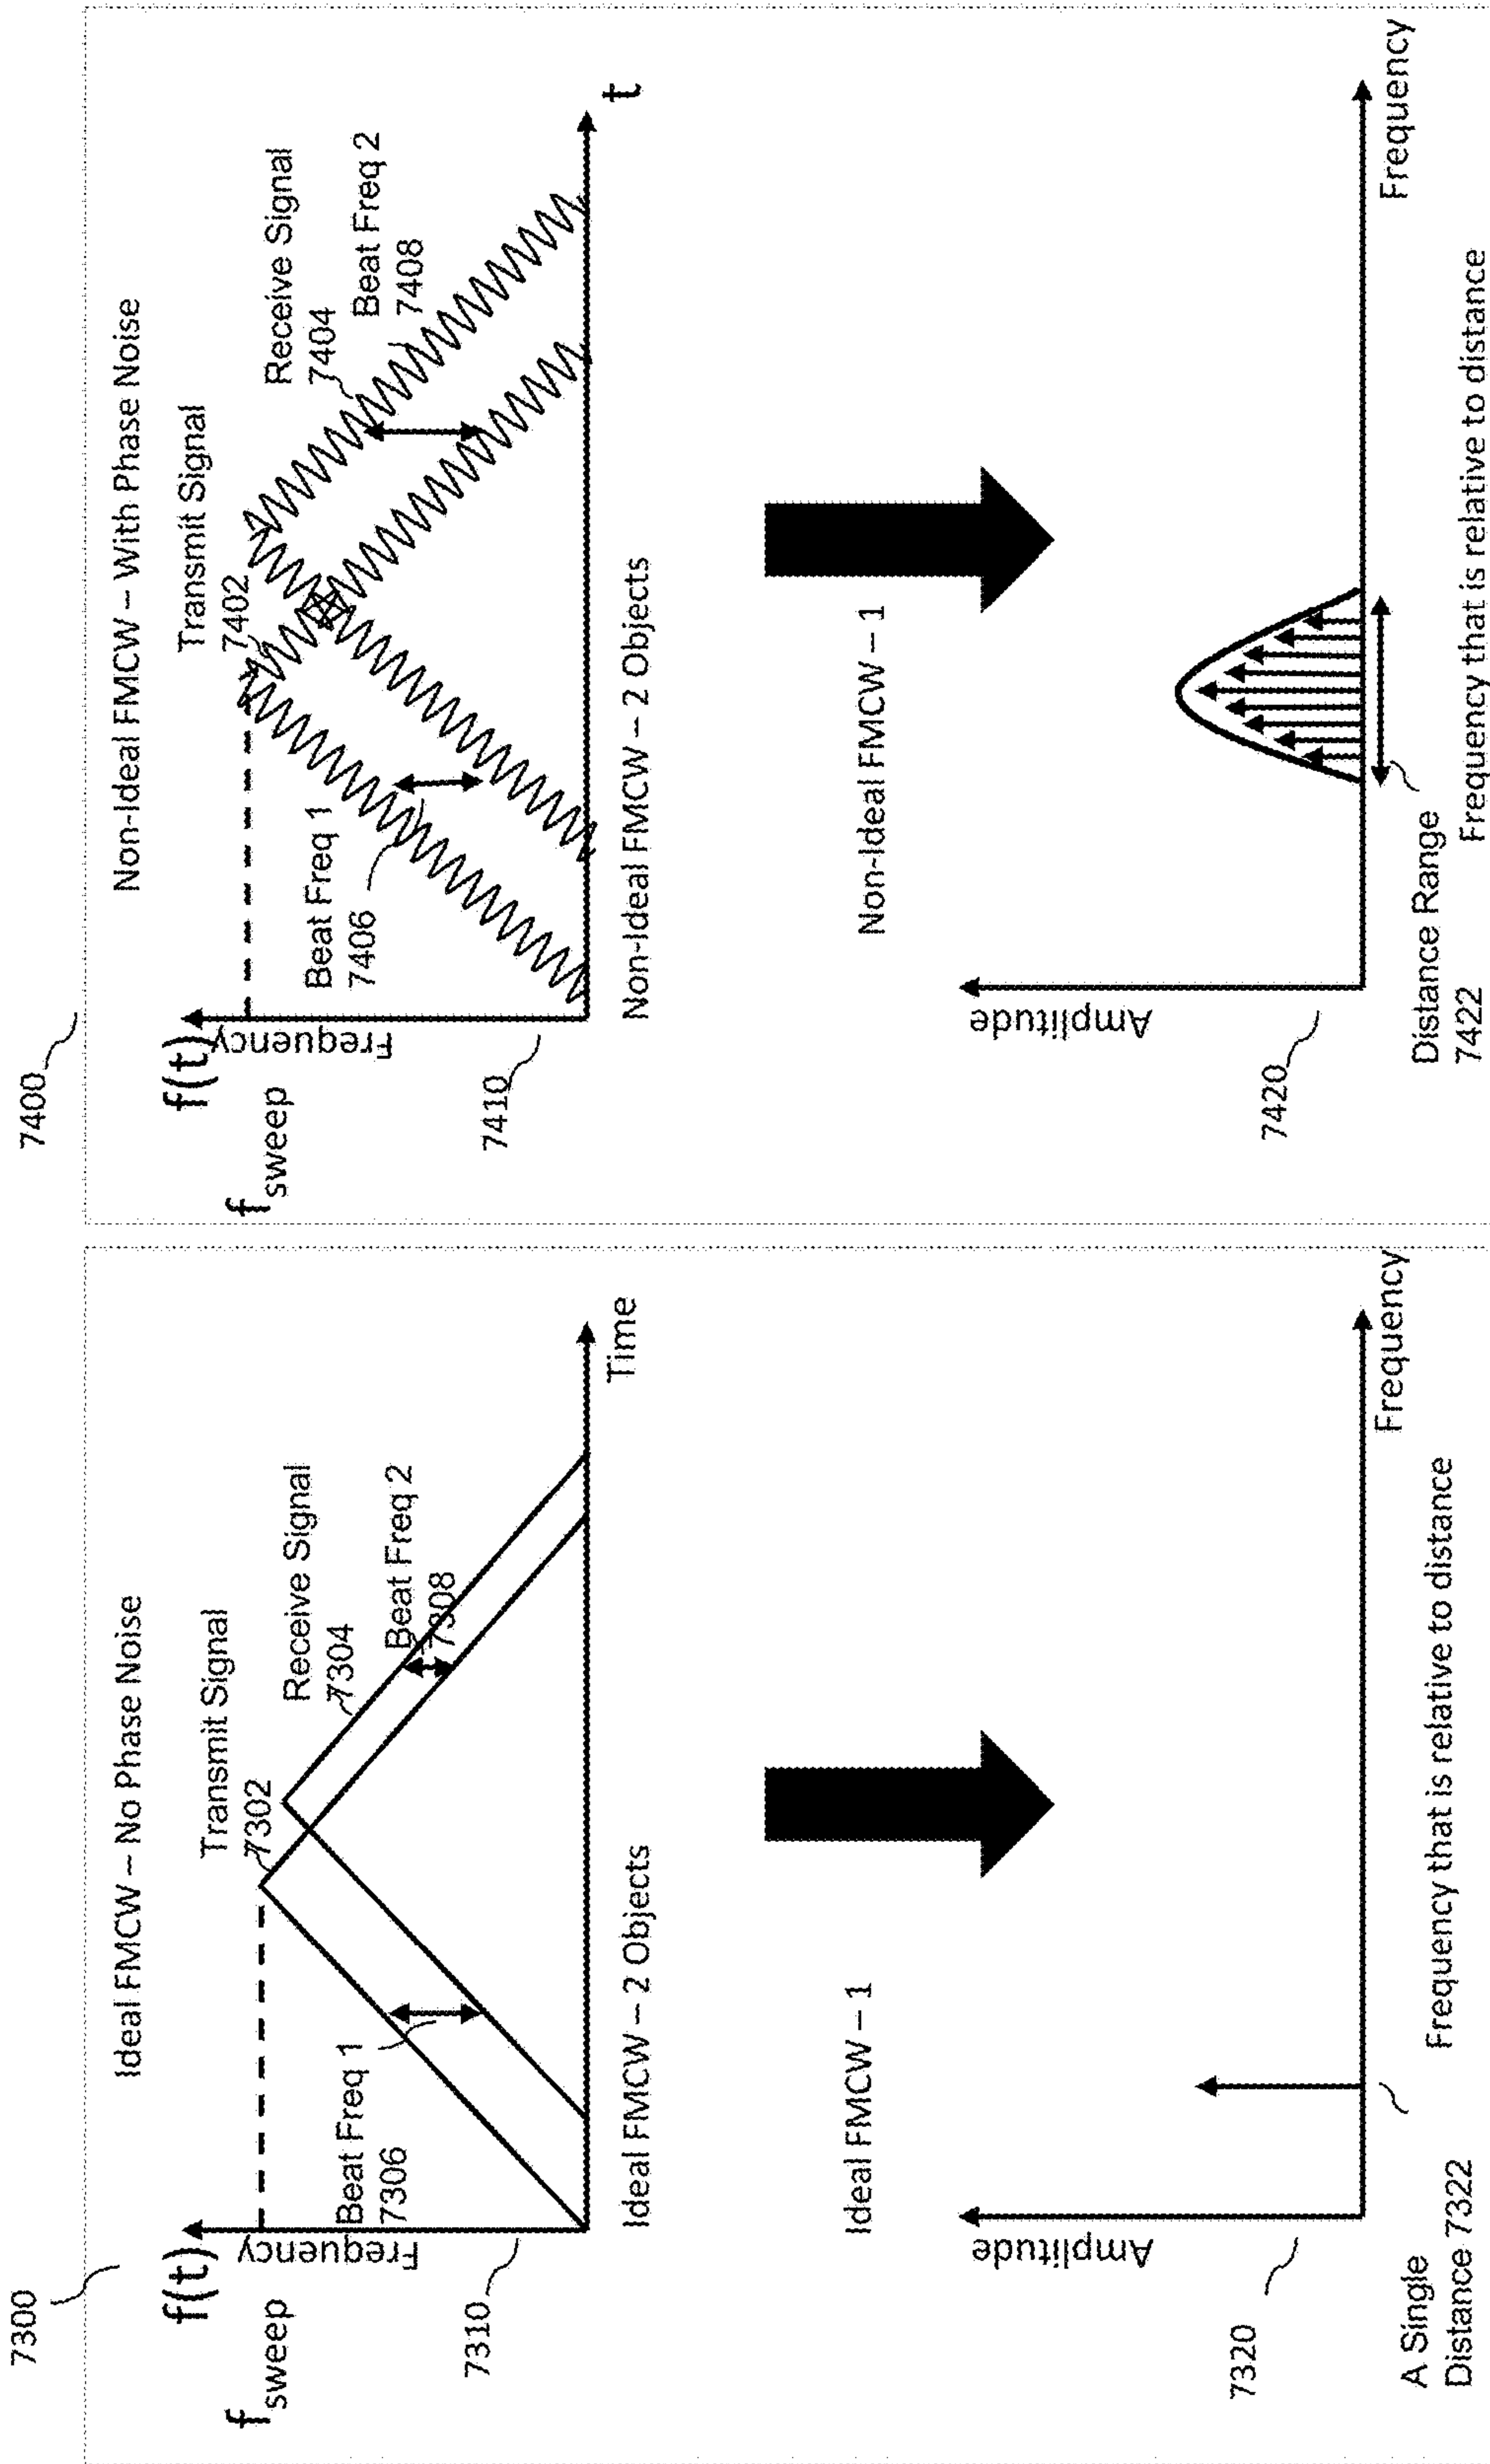 7300
Ideal FMCW – No Phase Noise
f(t)
f sweep
Frequency
Transmit Signal
7302
Receive Signal
7304
Beat Freq 1
7306
Beat Freq 2
7308
7310
Time
Ideal FMCW – 2 Objects
Ideal FMCW – 1
Amplitude
7320
Frequency
A Single
Distance 7322
Frequency that is relative to distance
7400
Non-Ideal FMCW – With Phase Noise
f(t)
f sweep
Frequency
Transmit Signal
7402
Receive Signal
7404
Beat Freq 1
7406
Beat Freq 2
7408
7410
t
Non-Ideal FMCW – 2 Objects
Non-Ideal FMCW – 1
Amplitude
7420
Frequency
Distance Range
7422
Frequency that is relative to distance